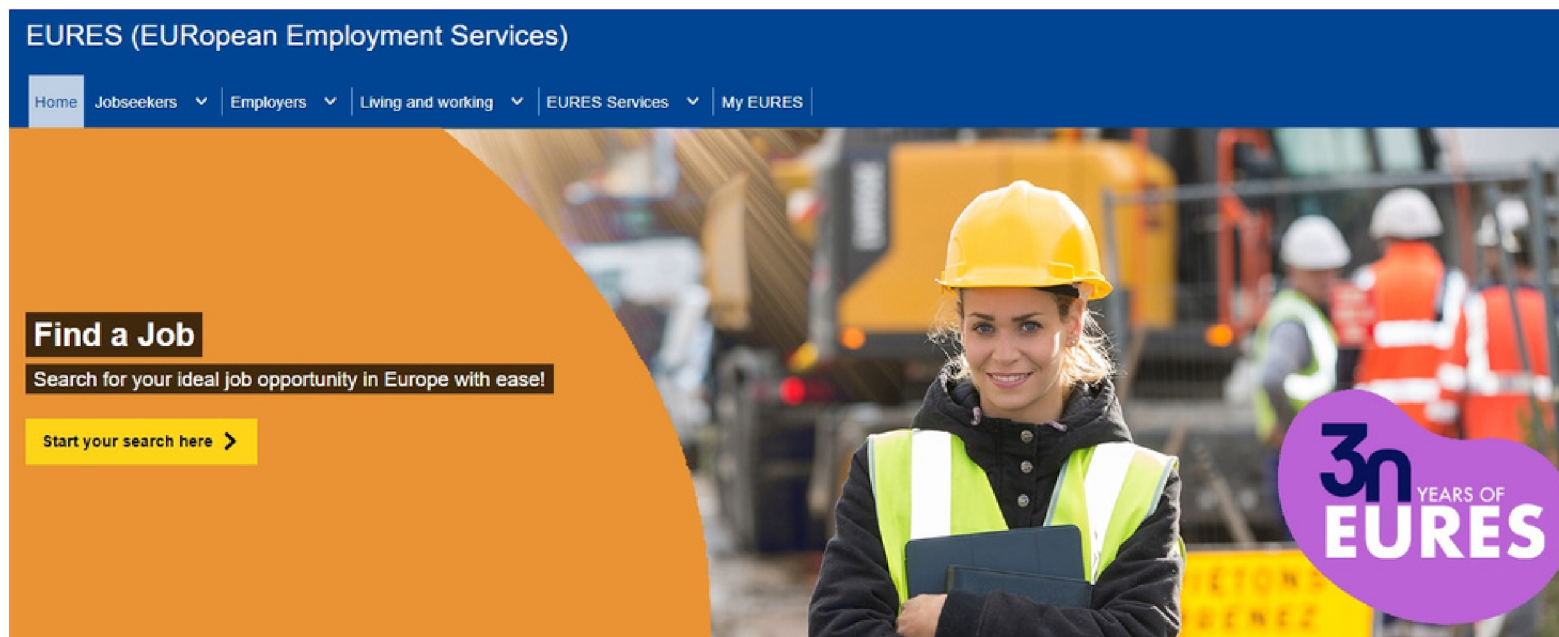 EURES (EURopean Employment Services)
Home Jobseekers Employers Living and working EURES Services My EURES
Find a Job
Search for your ideal job opportunity in Europe with ease!
Start your search here
YEARS OF
EURES